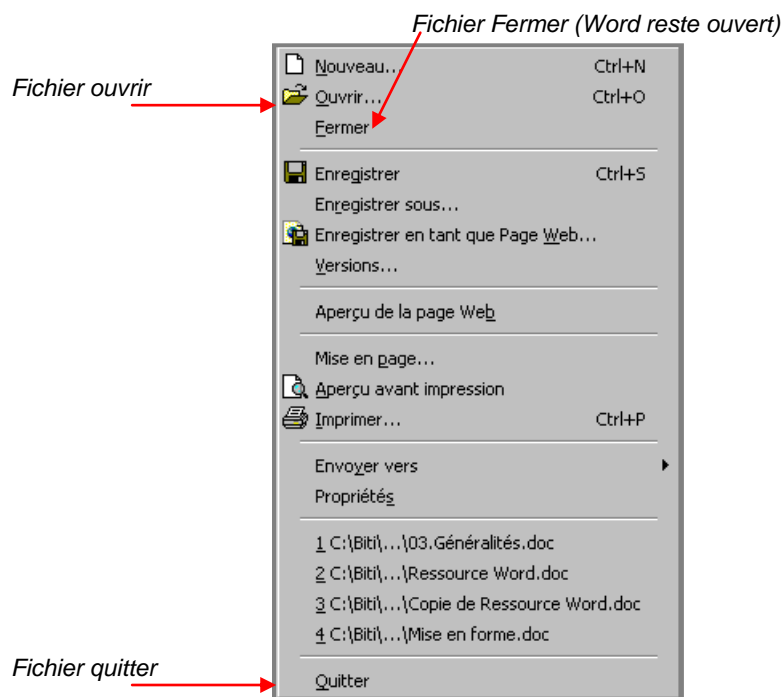 Fichier Fermer (Word reste ouvert)
Nouveau... Ctrl+N
Fichier ouvrir
Ouvrir... Ctrl+O
Fermer
Enregistrer Ctrl+S
Enregistrer sous...
Enregistrer en tant que Page Web...
Versions...
Aperçu de la page Web
Mise en page...
Aperçu avant impression
Imprimer... Ctrl+P
Envoyer vers
Propriétés
1 C:\Biti\...\03.Généralités.doc
2 C:\Biti\...\Ressource Word.doc
3 C:\Biti\...\Copie de Ressource Word.doc
4 C:\Biti\...\Mise en forme.doc
Fichier quitter
Quitter